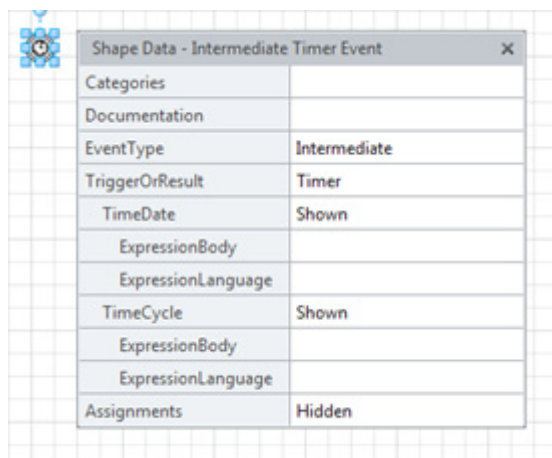 Shape Data - Intermediate Timer Event
Categories
Documentation
EventType Intermediate
TriggerOrResult Timer
TimeDate Shown
ExpressionBody
ExpressionLanguage
TimeCycle Shown
ExpressionBody
ExpressionLanguage
Assignments Hidden